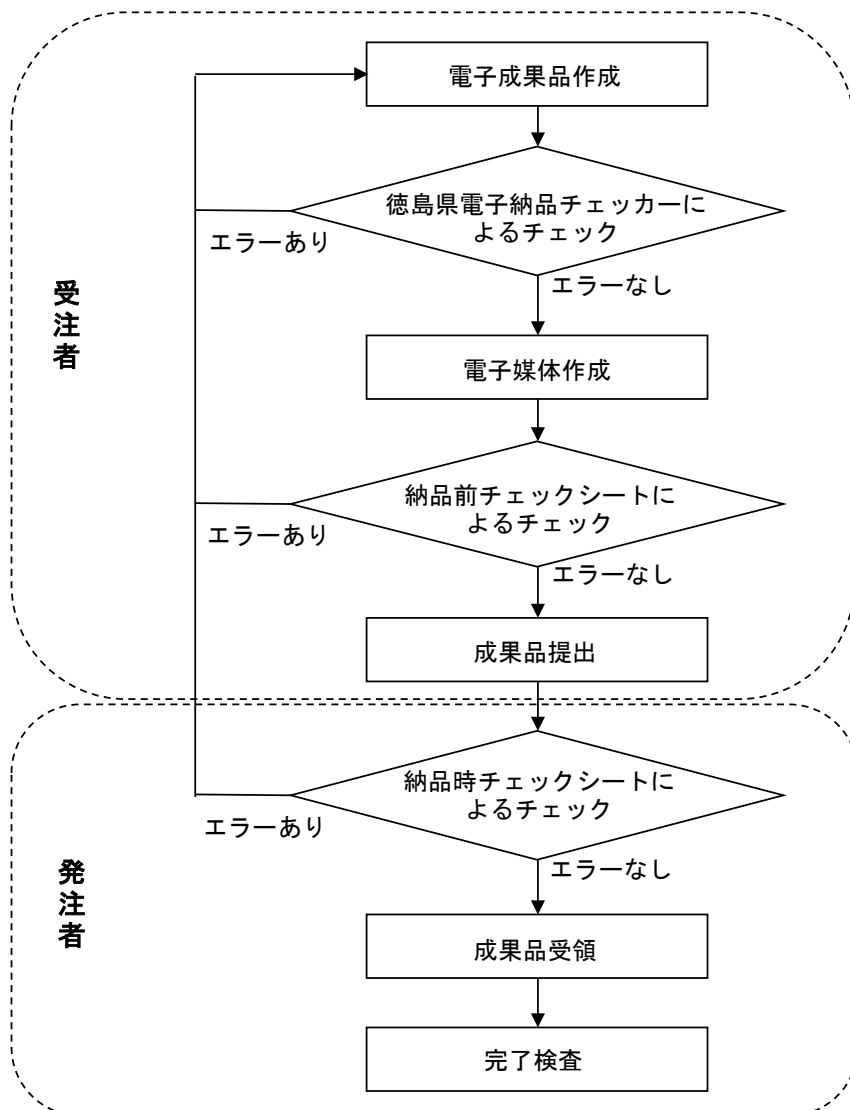 電子成果品作成
徳島県電子納品チェッカーに
よるチェック
エラーあり
エラーなし
受注者
電子媒体作成
納品前チェックシートに
よるチェック
エラーあり
エラーなし
成果品提出
納品時チェックシートに
よるチェック
エラーあり
エラーなし
発注者
成果品受領
完了検査